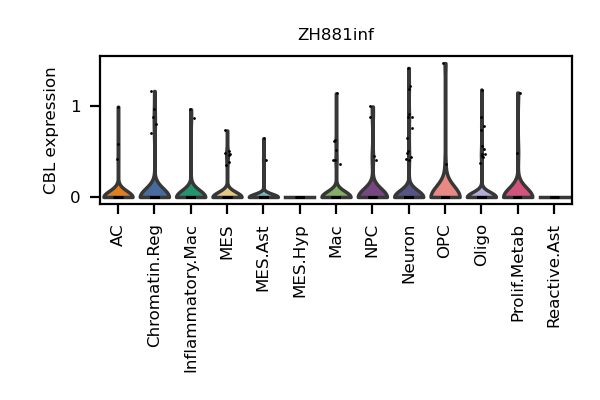 ZH881inf
CBL expression
1
0
AC
Chromatin.Reg
Inflammatory.Mac
MES
MES.Ast
MES.Hyp
Mac
NPC
Neuron
OPC
Oligo
Prolif.Metab
Reactive.Ast